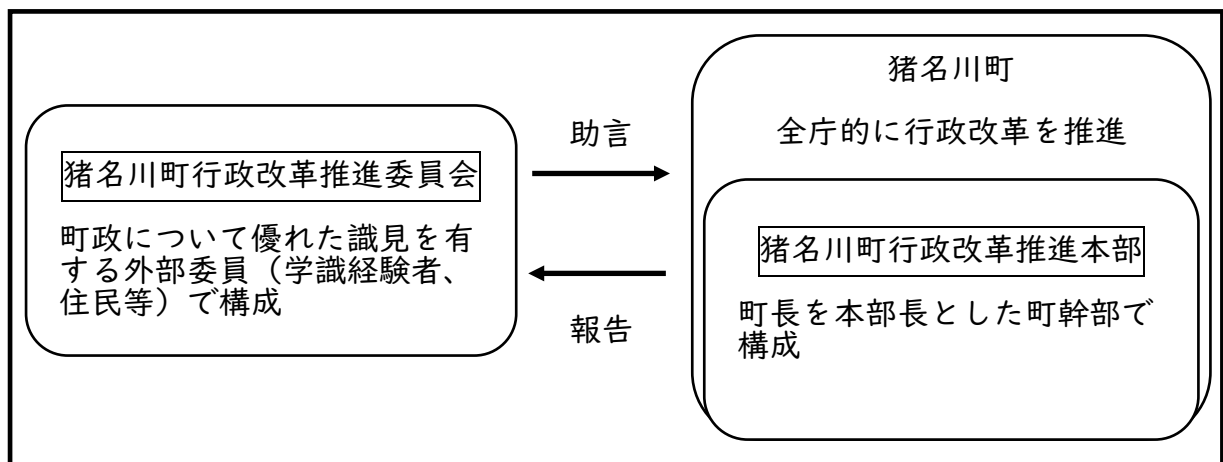 猪名川町行政改革推進委員会
町政について優れた識見を有
する外部委員（学識経験者、
住民等）で構成
助言
報告
猪名川町
全庁的に行政改革を推進
猪名川町行政改革推進本部
町長を本部長とした町幹部で
構成